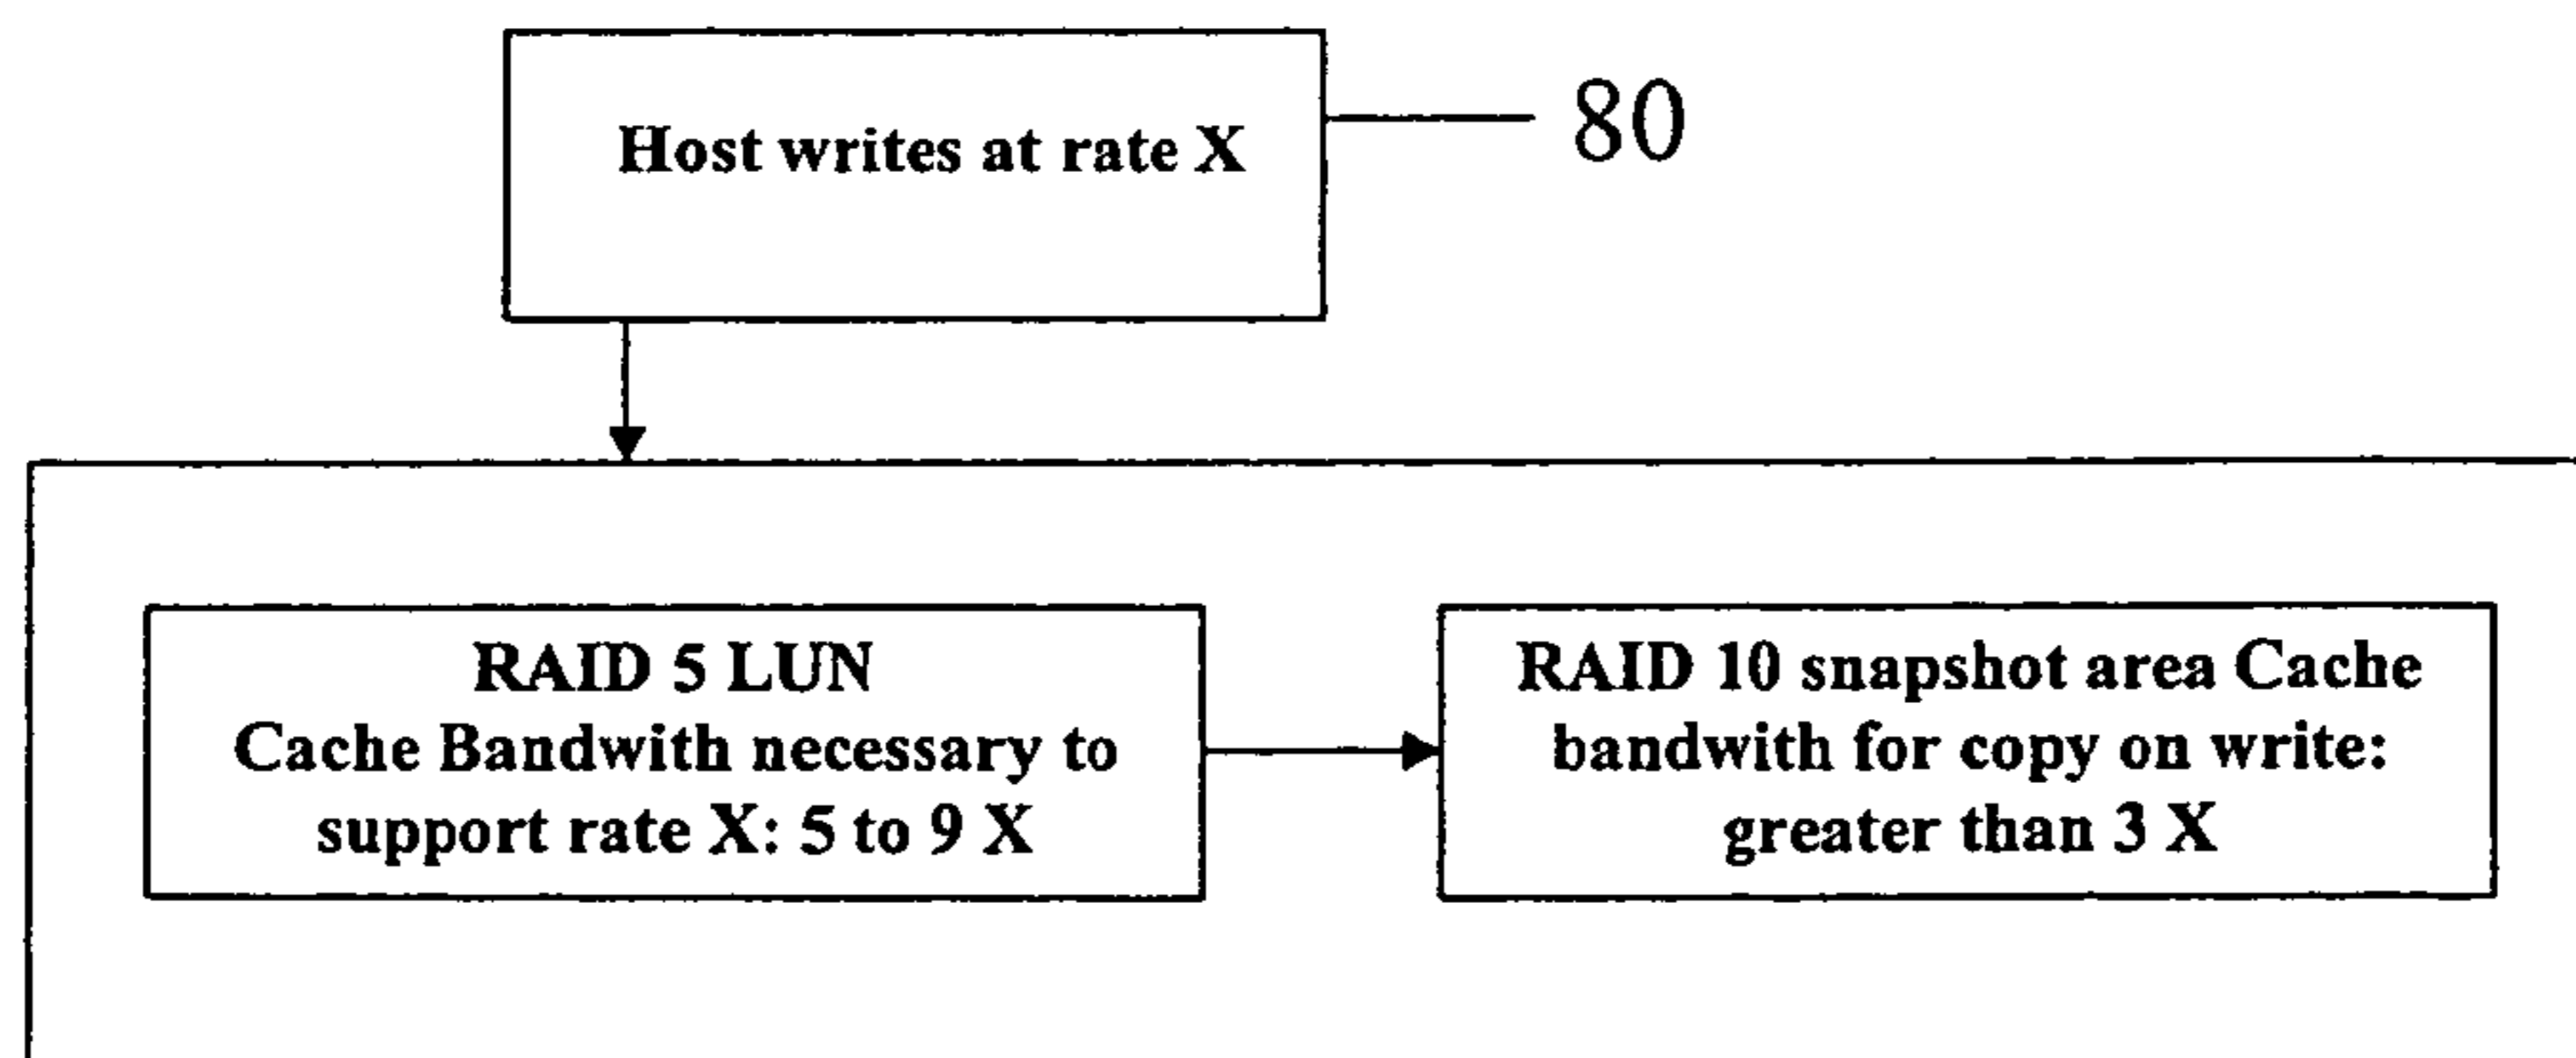 Host writes at rate X
80
RAID 5 LUN
Cache Bandwith necessary to
support rate X: 5 to 9 X
RAID 10 snapshot area Cache
bandwith for copy on write:
greater than 3 X